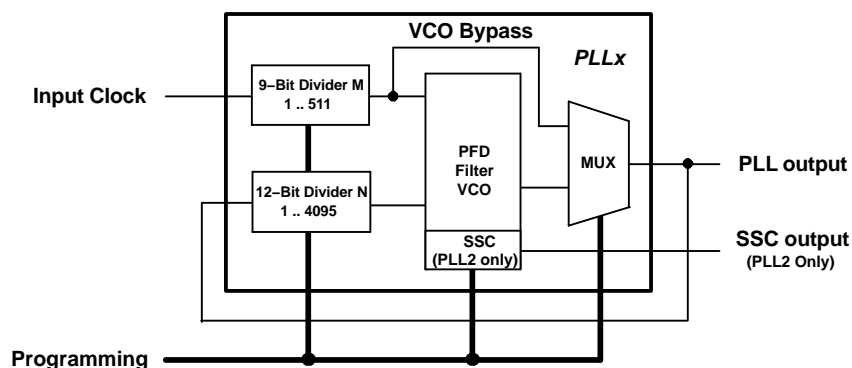 VCO Bypass
PLLx
Input Clock
9–Bit Divider M
1 .. 511
PFD
Filter
VCO
MUX
PLL output
12–Bit Divider N
1 .. 4095
SSC
(PLL2 only)
SSC output
(PLL2 Only)
Programming